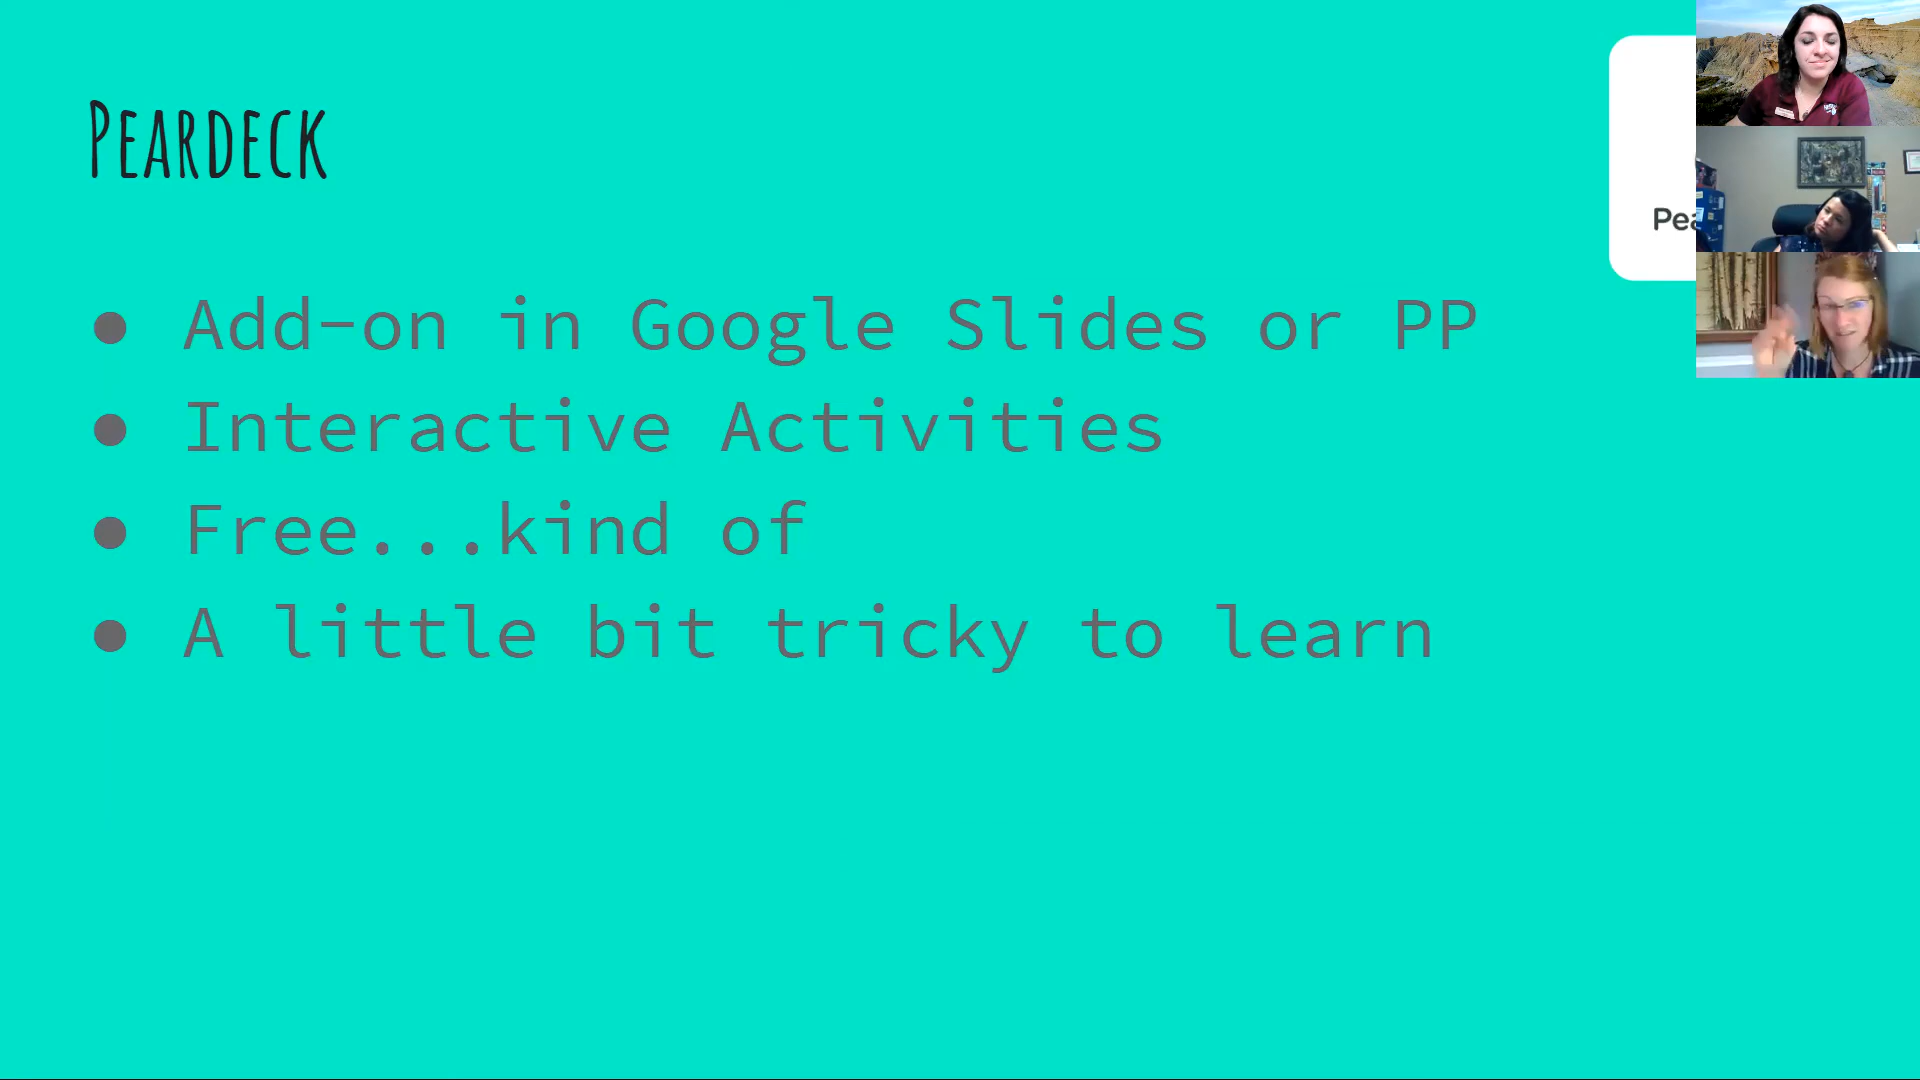 Peardeck
● Add-on in Google Slides or PP
● Interactive Activities
● Free...kind of
● A little bit tricky to learn
Pea